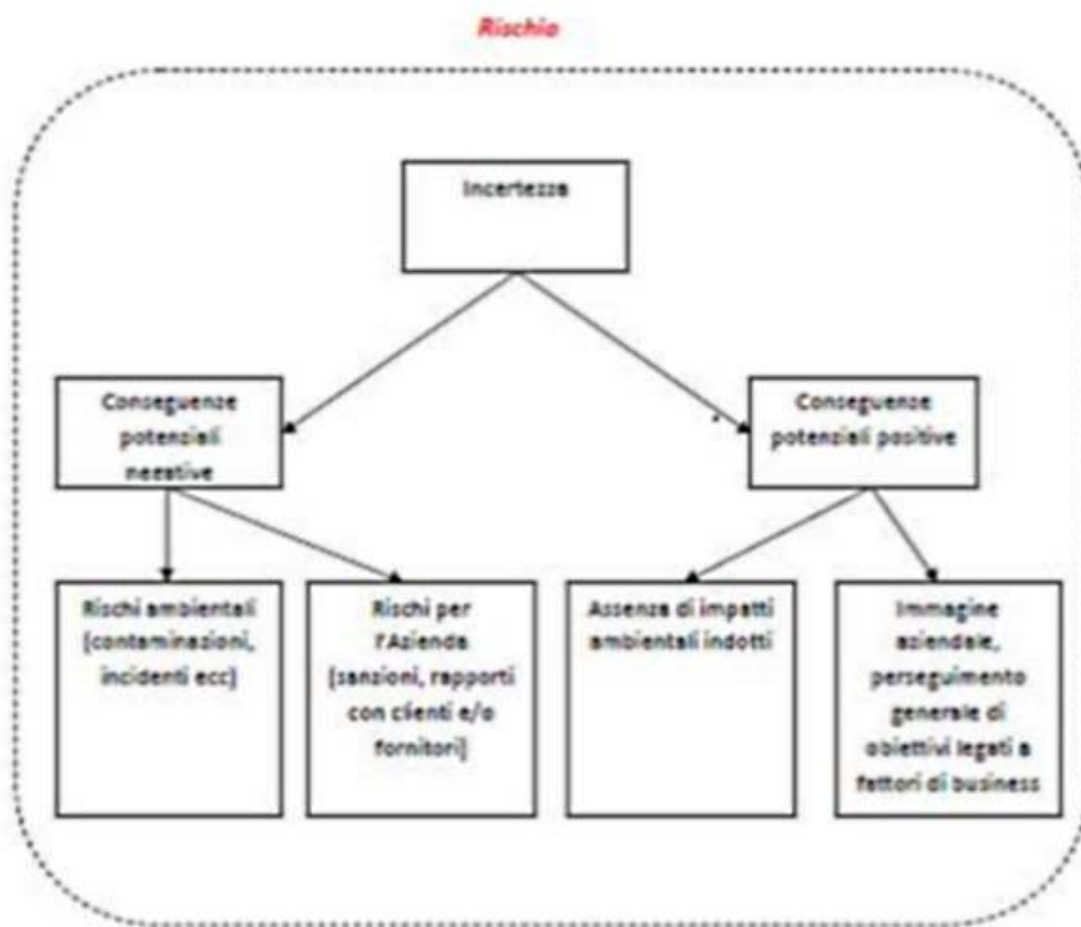 Rischio
Incertezza
Conseguenze
potenziali
negative
Conseguenze
potenziali positive
Rischi ambientali
(contaminazioni,
incidenti ecc)
Rischi per
l'Azienda
(sanzioni, rapporti
con clienti e/o
fornitori)
Assenza di impatti
ambientali indotti
Immagine
aziendale,
perseguimento
generale di
obiettivi legati a
fattori di business